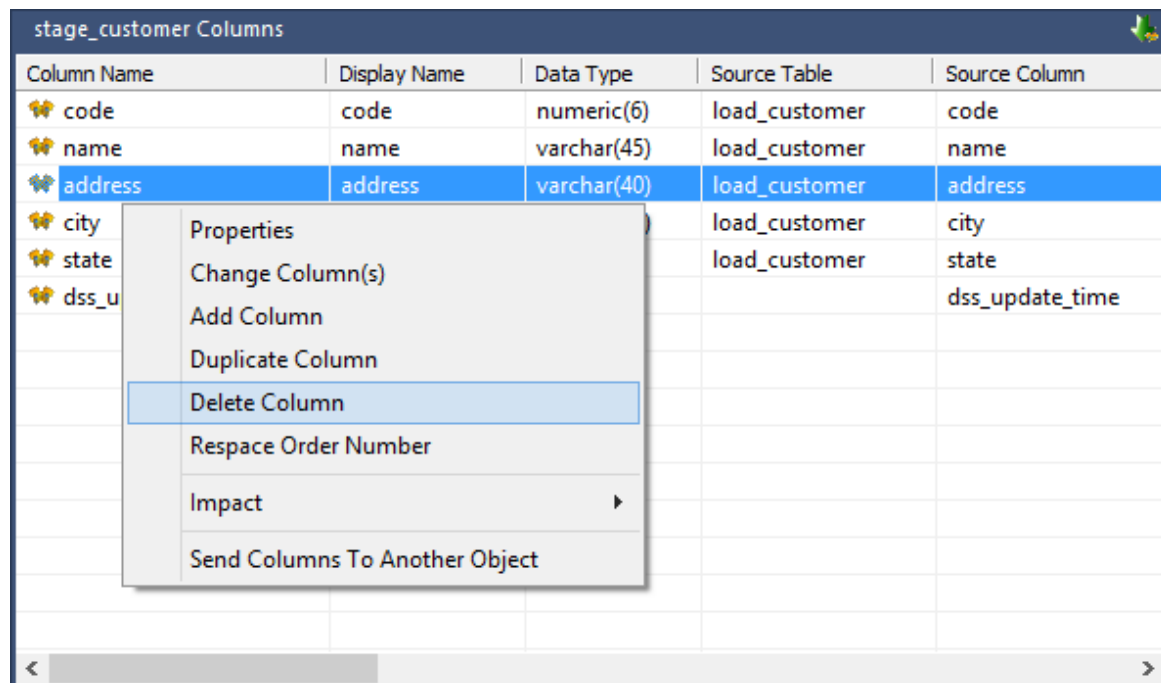 stage_customer Columns
Column Name Display Name Data Type Source Table Source Column
code code numeric(6) load_customer code
name name varchar(45) load_customer name
address address varchar(40) load_customer address
city ) load_customer city
state load_customer state
dss_u dss_update_time
Properties
Change Column(s)
Add Column
Duplicate Column
Delete Column
Respace Order Number
Impact
Send Columns To Another Object